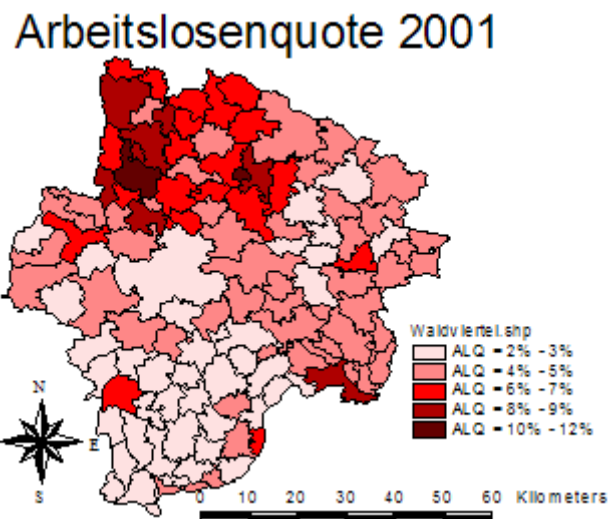 Arbeitslosenquote 2001
Waldviertel.shp
ALQ = 2% - 3%
ALQ = 4% - 5%
ALQ = 6% - 7%
ALQ = 8% - 9%
ALQ = 10% - 12%
N
E
S
0 10 20 30 40 50 60 Kilometers